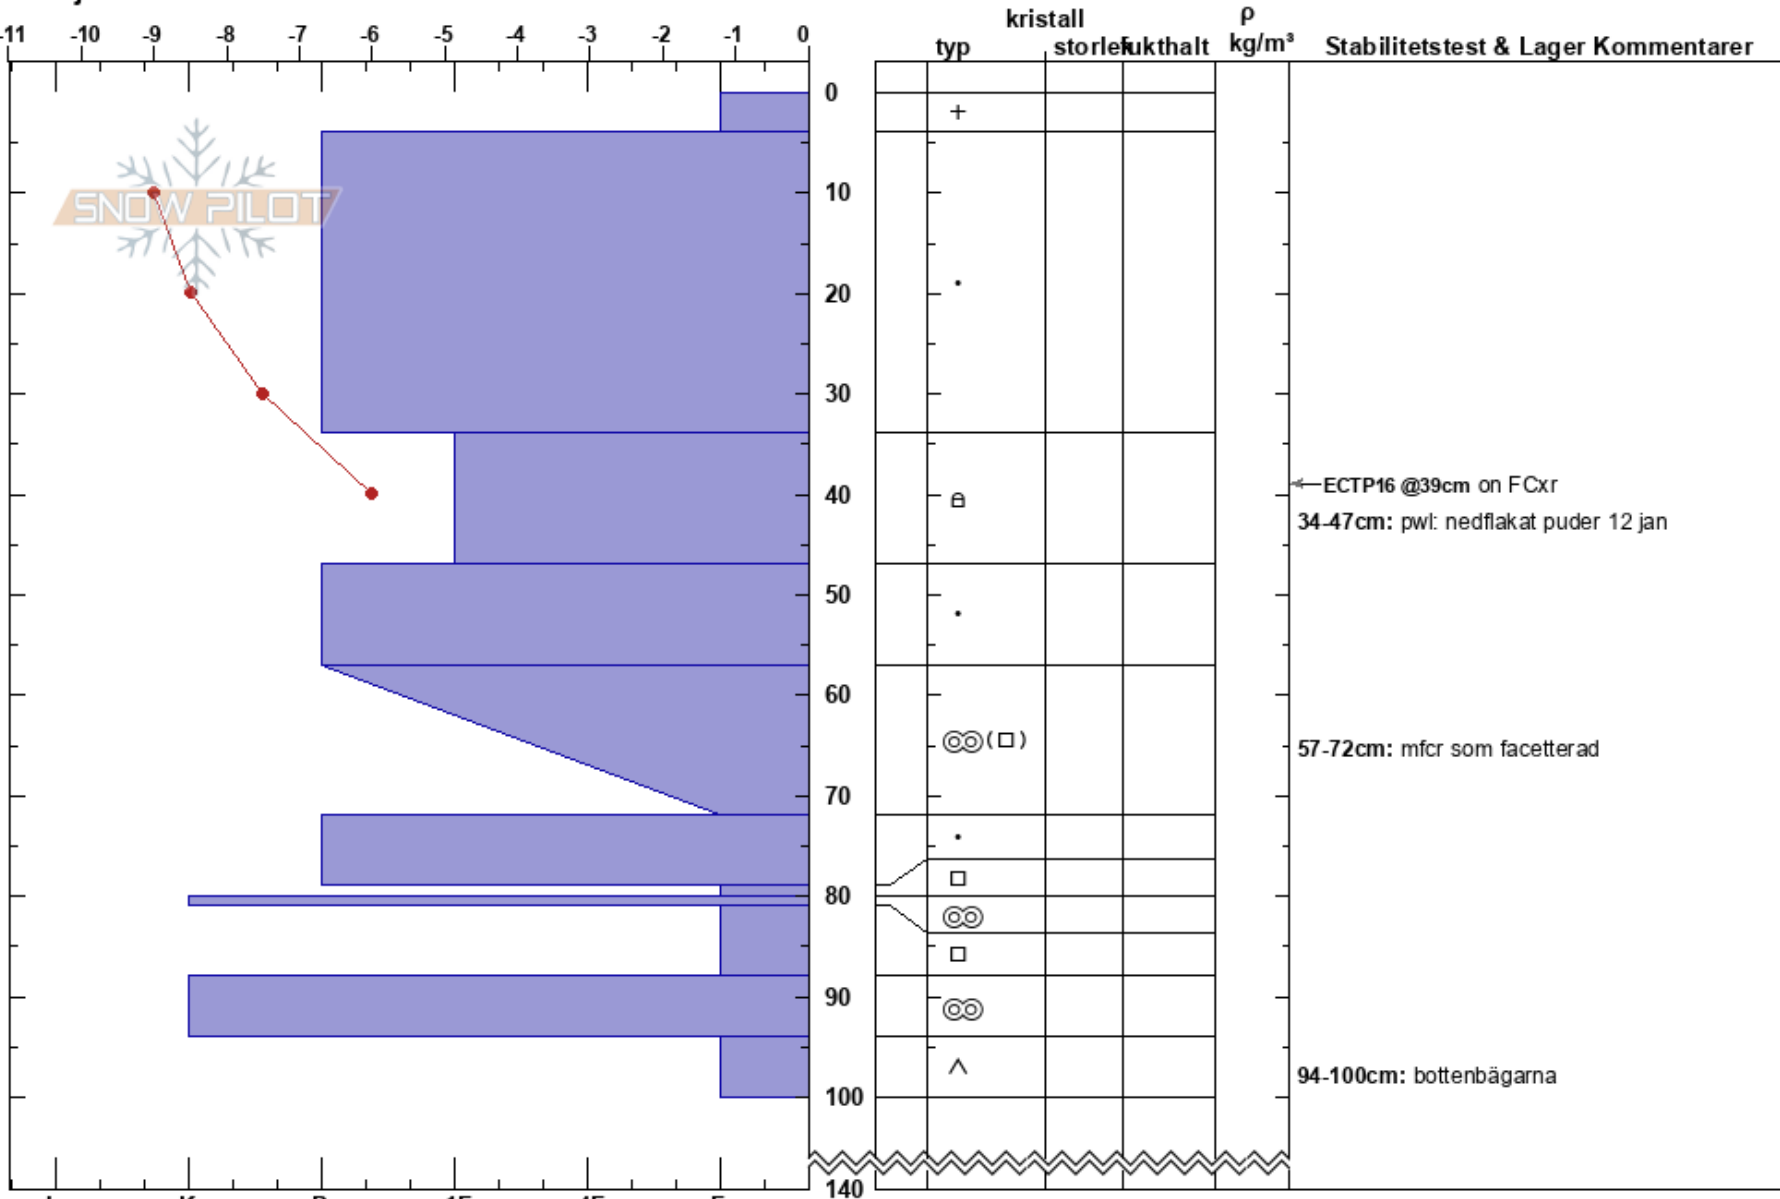 kristall ρ
-11 -10 -9 -8 -7 -6 -5 -4 -3 -2 -1 0 typ storlek fukthalt kg/m³ Stabilitetstest & Lager Kommentarer
0
+
SNOW PILOT
10
20
30
40
ECTP16 @39cm on FCxr
34-47cm: pwl: nedflakat puder 12 jan
50
60
( )
57-72cm: mfcr som facetterad
70
80
90
94-100cm: bottenbägarna
100
140